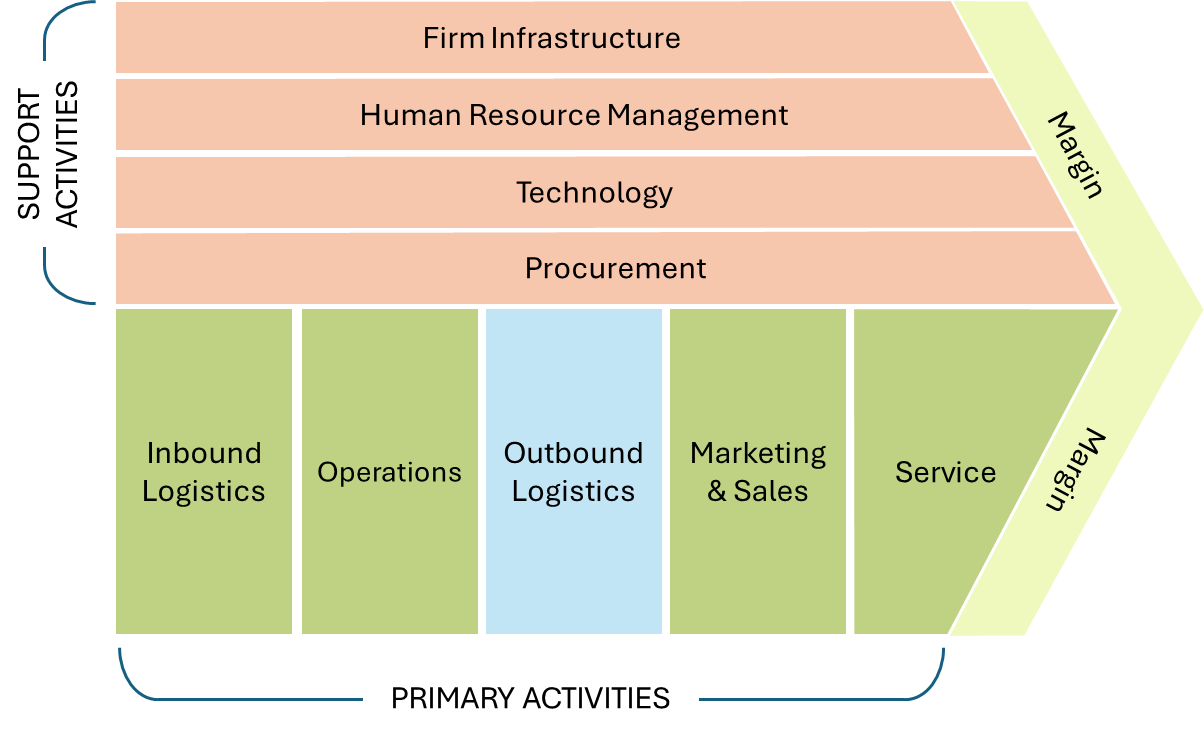 SUPPORT
ACTIVITIES
Firm Infrastructure
Human Resource Management
Technology
Procurement
Margin
Inbound
Logistics
Operations
Outbound
Logistics
Marketing
& Sales
Service
Margin
PRIMARY ACTIVITIES